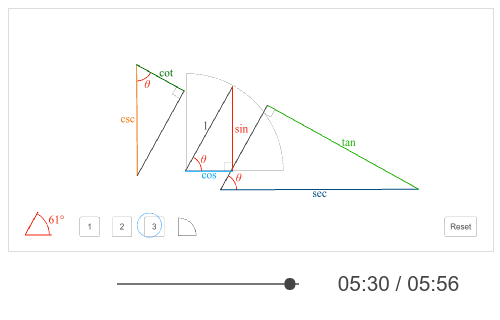 cot
θ
csc
1
sin
θ
cos
tan
θ
sec
61°
1
2
3
Reset
05:30 / 05:56